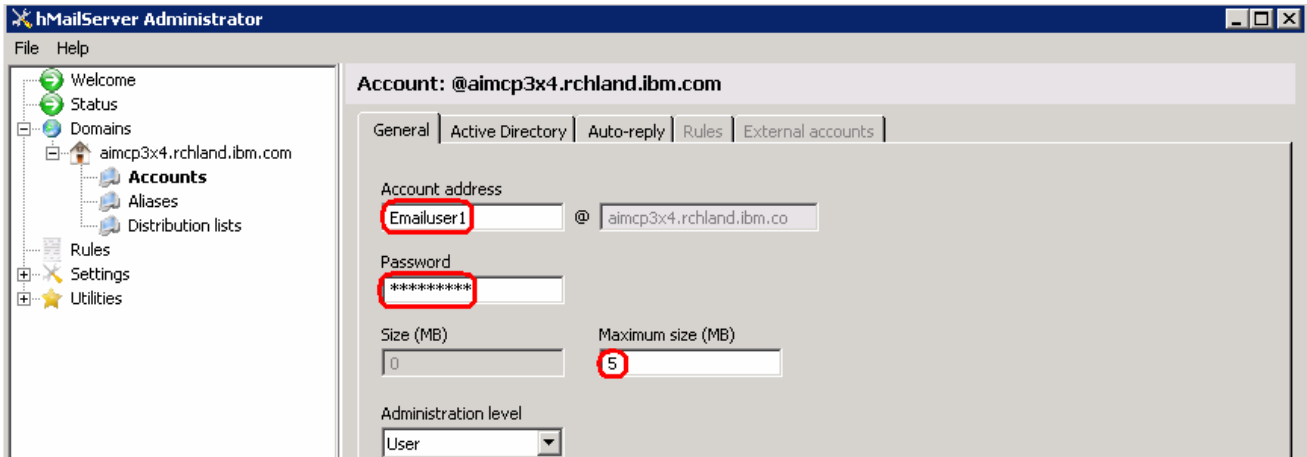 hMailServer Administrator
File Help
Welcome
Status
Domains
aimcp3x4.rchland.ibm.com
Accounts
Aliases
Distribution lists
Rules
Settings
Utilities
Account: @aimcp3x4.rchland.ibm.com
General Active Directory Auto-reply Rules External accounts
Account address
Emailuser1 @ aimcp3x4.rchland.ibm.co
Password
*********
Size (MB) Maximum size (MB)
0 5
Administration level
User